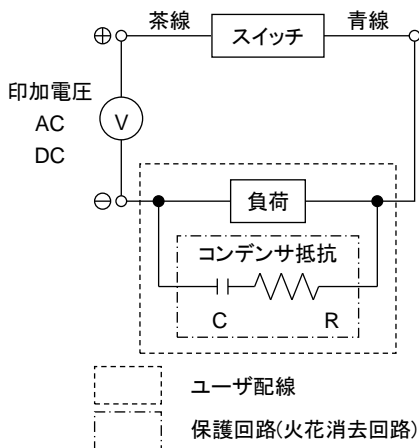 ⊕ 茶線 スイッチ 青線
印加電圧
AC
DC
V
⊖ 負荷
コンデンサ抵抗
C R
ユーザ配線
保護回路(火花消去回路)